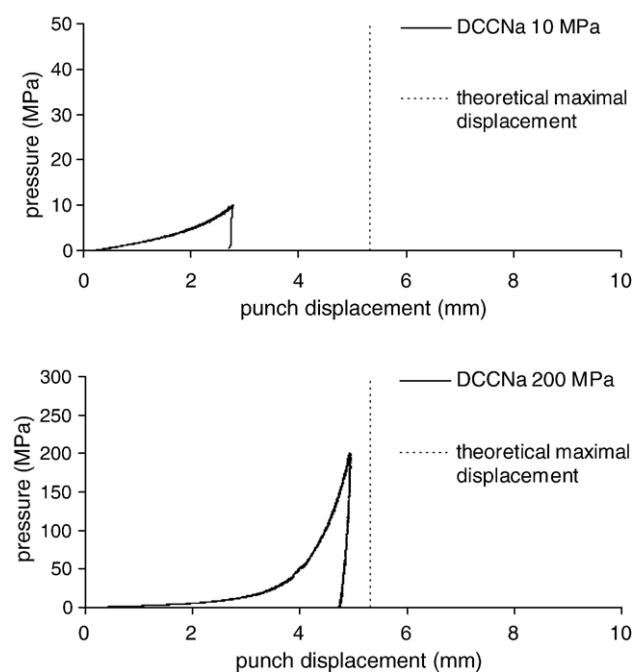 50
DCCNa 10 MPa
40
theoretical maximal
displacement
30
20
10
0
pressure (MPa)
0 2 4 6 8 10
punch displacement (mm)
300
DCCNa 200 MPa
250
200
theoretical maximal
displacement
150
100
50
0
pressure (MPa)
0 2 4 6 8 10
punch displacement (mm)